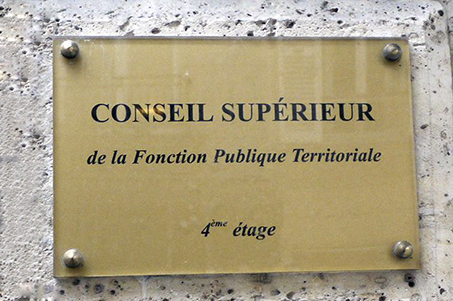 CONSEIL SUPÉRIEUR
de la Fonction Publique Territoriale
4ème étage